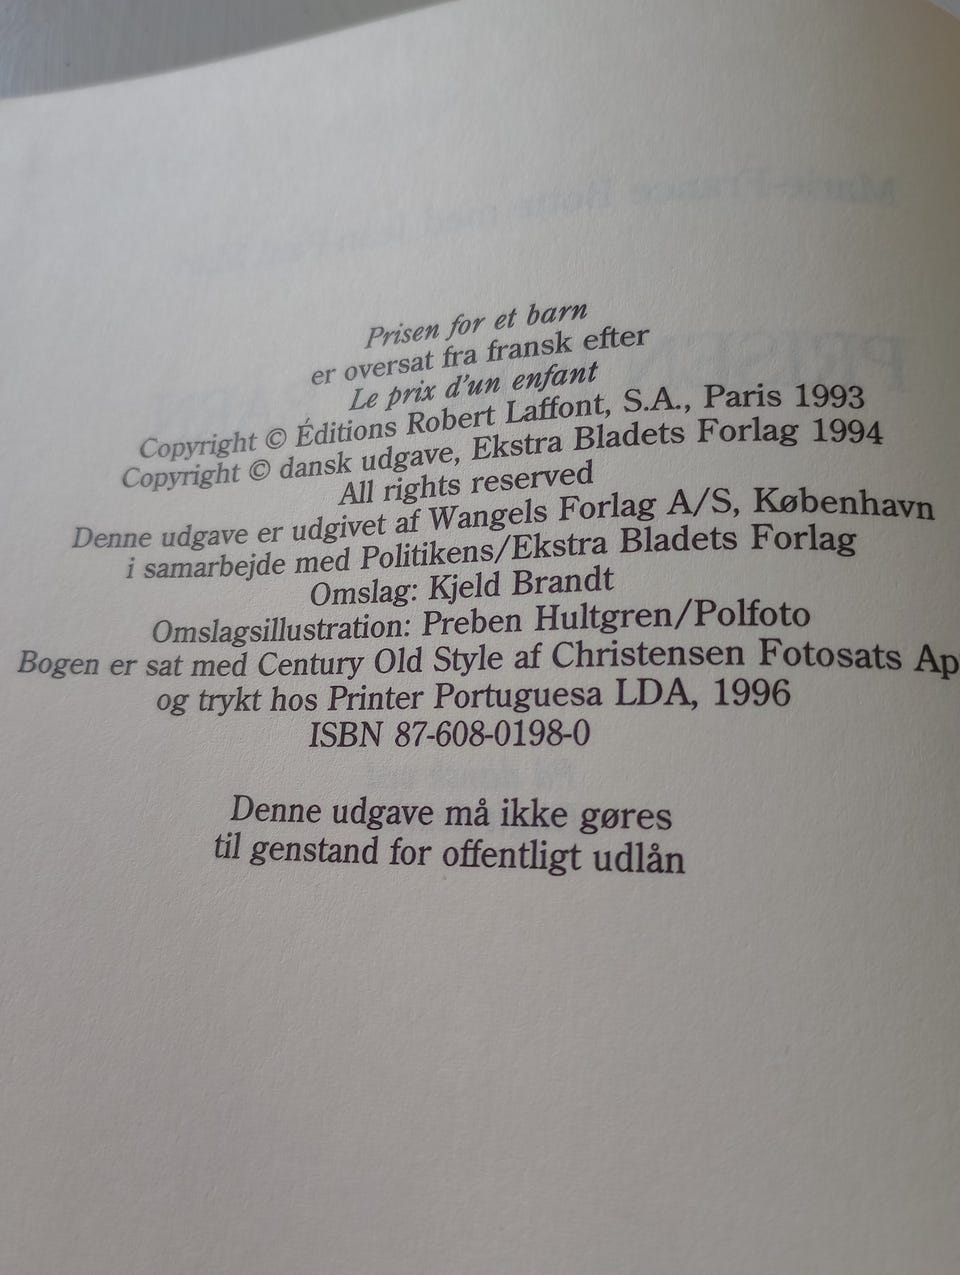 Prisen for et barn
er oversat fra fransk efter
Le prix d'un enfant
Copyright © Éditions Robert Laffont, S.A., Paris 1993
Copyright © dansk udgave, Ekstra Bladets Forlag 1994
All rights reserved
Denne udgave er udgivet af Wangels Forlag A/S, København
i samarbejde med Politikens/Ekstra Bladets Forlag
Omslag: Kjeld Brandt
Omslagsillustration: Preben Hultgren/Polfoto
Bogen er sat med Century Old Style af Christensen Fotosats Ap
og trykt hos Printer Portuguesa LDA, 1996
ISBN 87-608-0198-0
Denne udgave må ikke gøres
til genstand for offentligt udlån